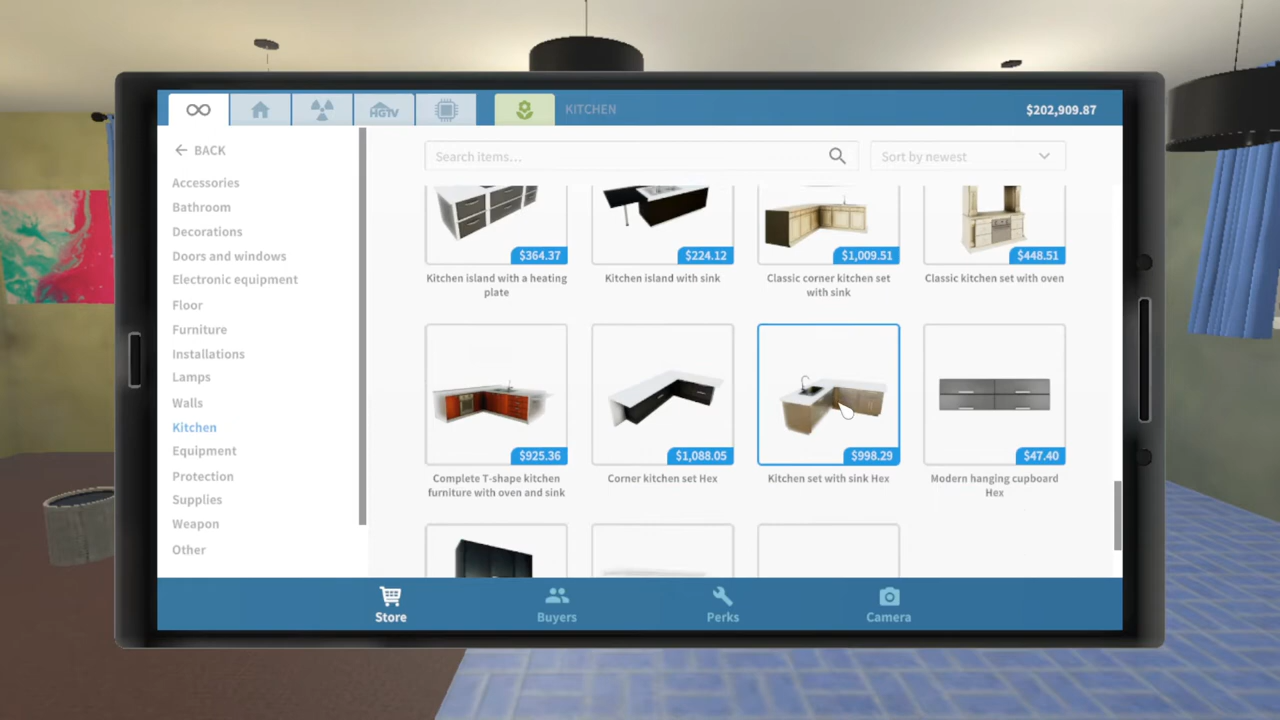 HGTV
KITCHEN
$202,909.87
BACK
Search items...
Sort by newest
Accessories
Bathroom
Decorations
Doors and windows
Electronic equipment
Floor
Furniture
Installations
Lamps
Walls
Kitchen
Equipment
Protection
Supplies
Weapon
Other
$364.37
$224.12
$1,009.51
$448.51
Kitchen island with a heating
plate
Kitchen island with sink
Classic corner kitchen set
with sink
Classic kitchen set with oven
$925.36
$1,088.05
$998.29
$47.40
Complete T-shape kitchen
furniture with oven and sink
Corner kitchen set Hex
Kitchen set with sink Hex
Modern hanging cupboard
Hex
Store
Buyers
Perks
Camera